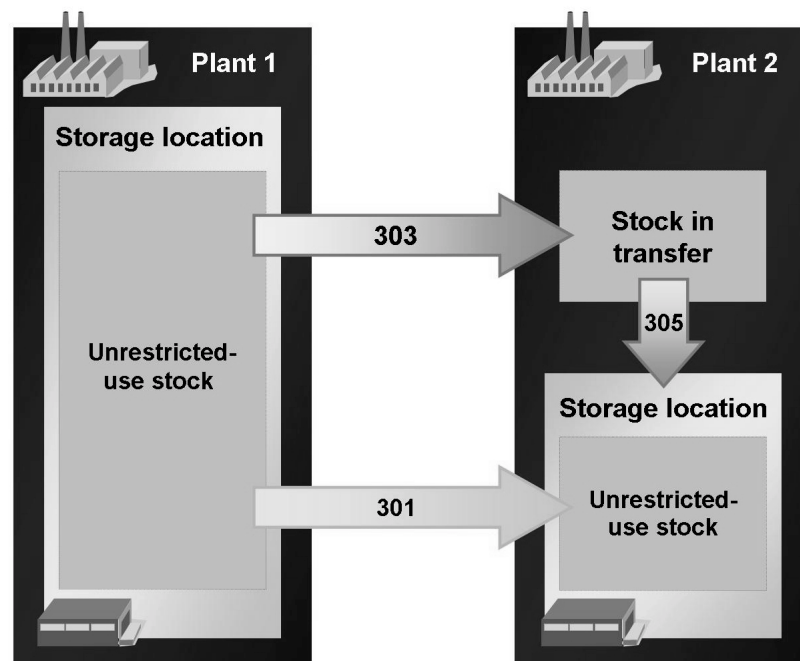 Plant 1
Storage location
Unrestricted-
use stock
303
301
Plant 2
Stock in
transfer
305
Storage location
Unrestricted-
use stock